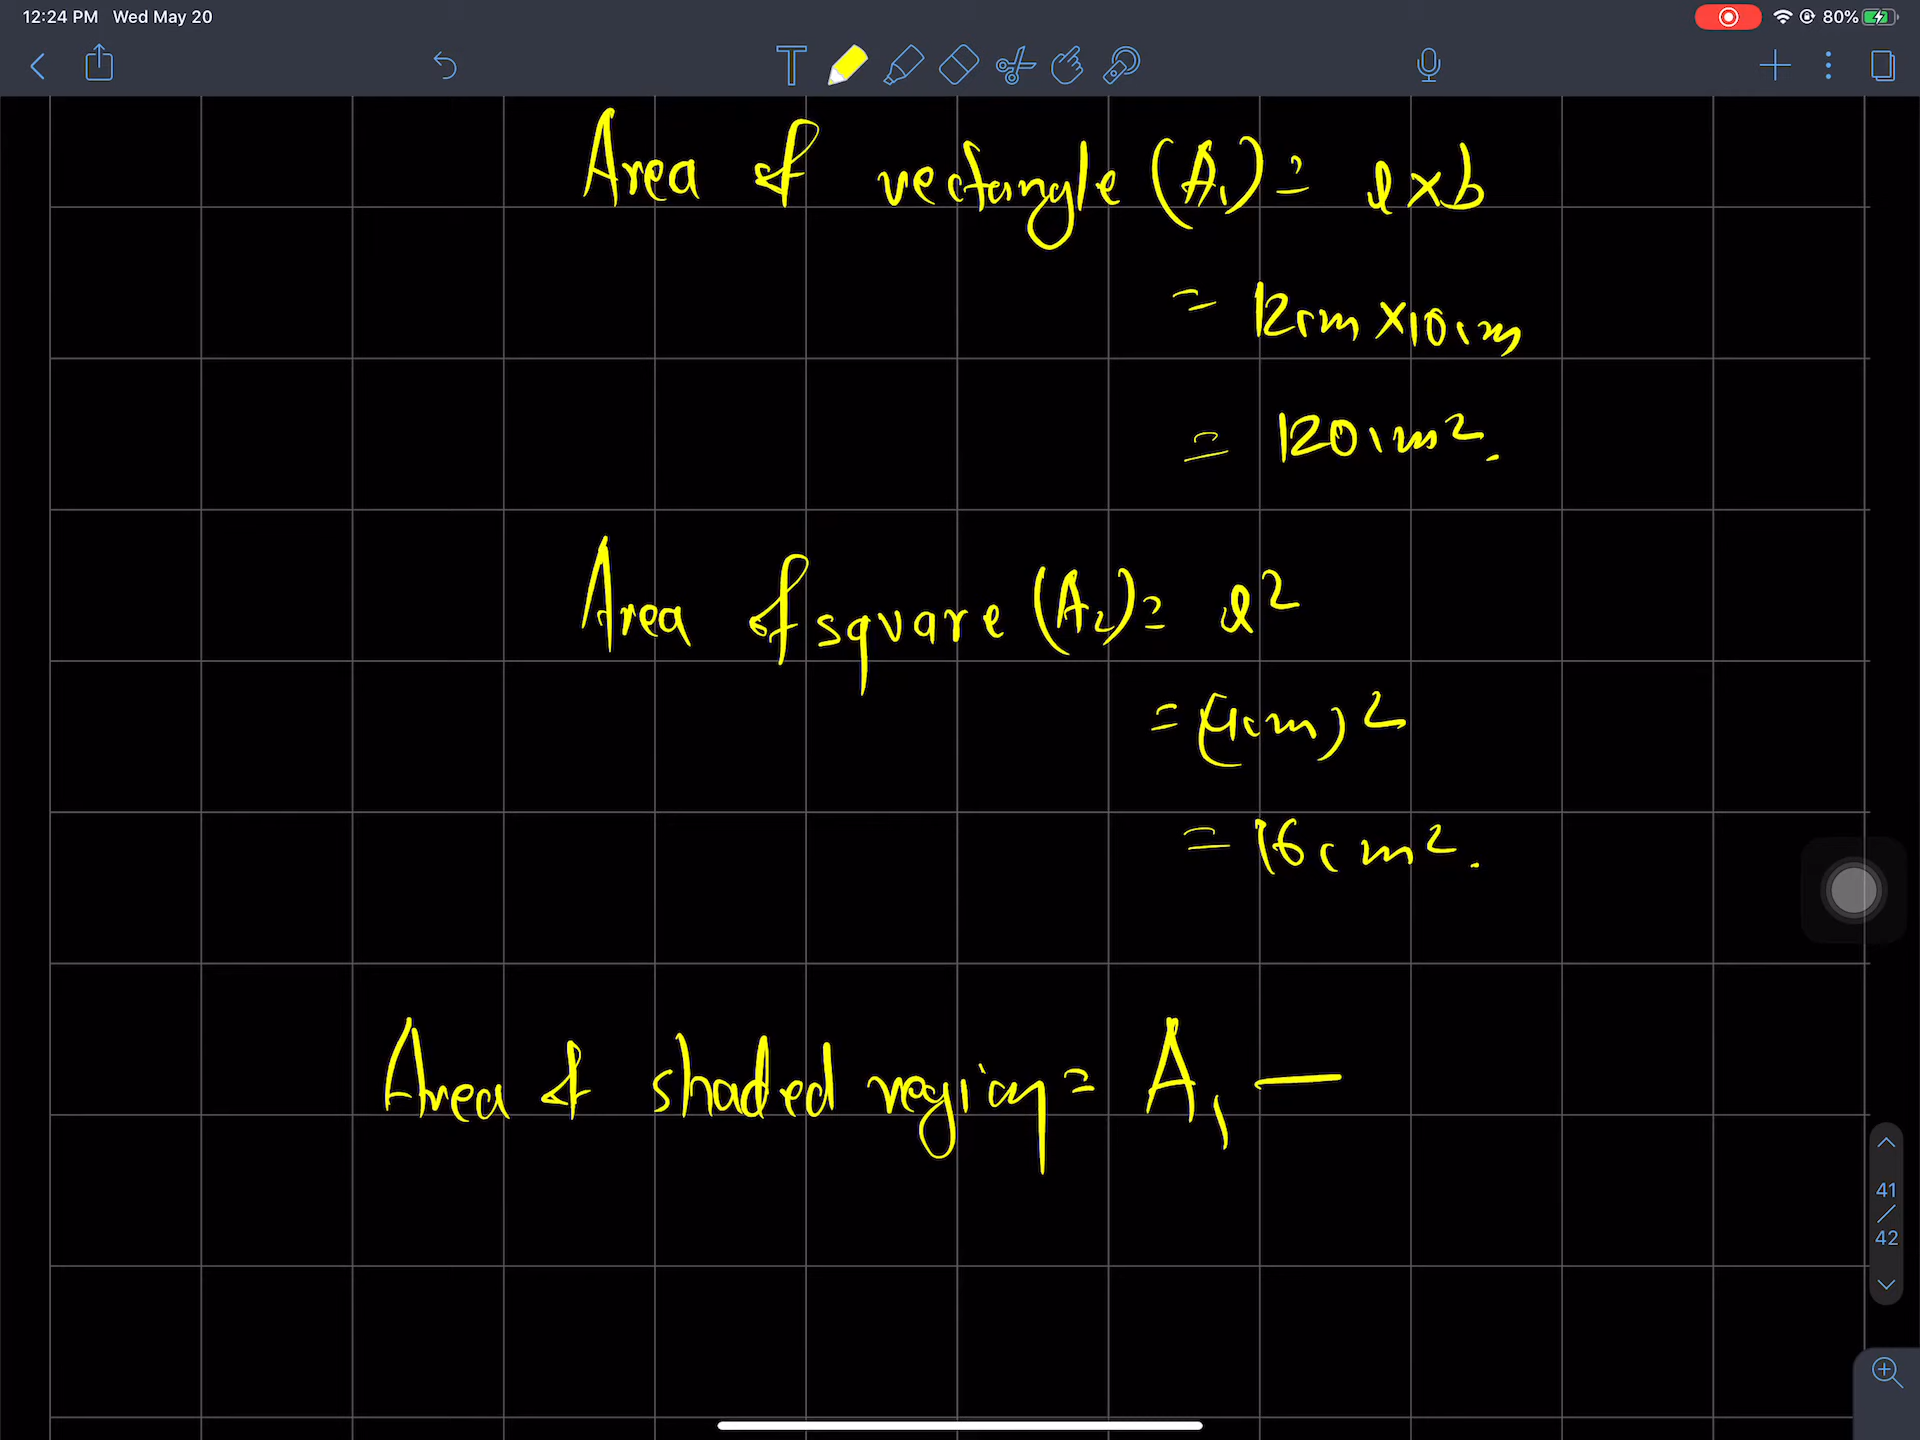 12:24 PM Wed May 20
80%
T
Area of rectangle (A₁) = l × b
= 12cm × 10cm
= 120cm².
Area of square (A₂) = l²
= (4cm)²
= 16cm².
Area of shaded region = A₁ —
41
/
42